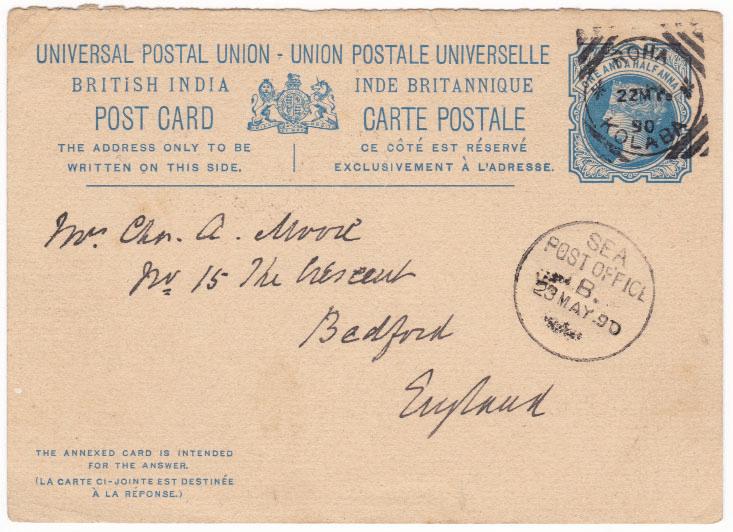 UNIVERSAL POSTAL UNION - UNION POSTALE UNIVERSELLE
BRITISH INDIA INDE BRITANNIQUE
POST CARD CARTE POSTALE
THE ADDRESS ONLY TO BE CE CÔTÉ EST RÉSERVÉ
WRITTEN ON THIS SIDE. EXCLUSIVEMENT À L'ADRESSE.
ONE AND A HALF ANNA
ROHA
22 MY
90
KOLABA
Mrs. Chas. A. Moore
No 15 The Crescent
Bedford
England
SEA
POST OFFICE
B.
23 MAY.90
THE ANNEXED CARD IS INTENDED
FOR THE ANSWER.
(LA CARTE CI-JOINTE EST DESTINÉE
À LA RÉPONSE.)